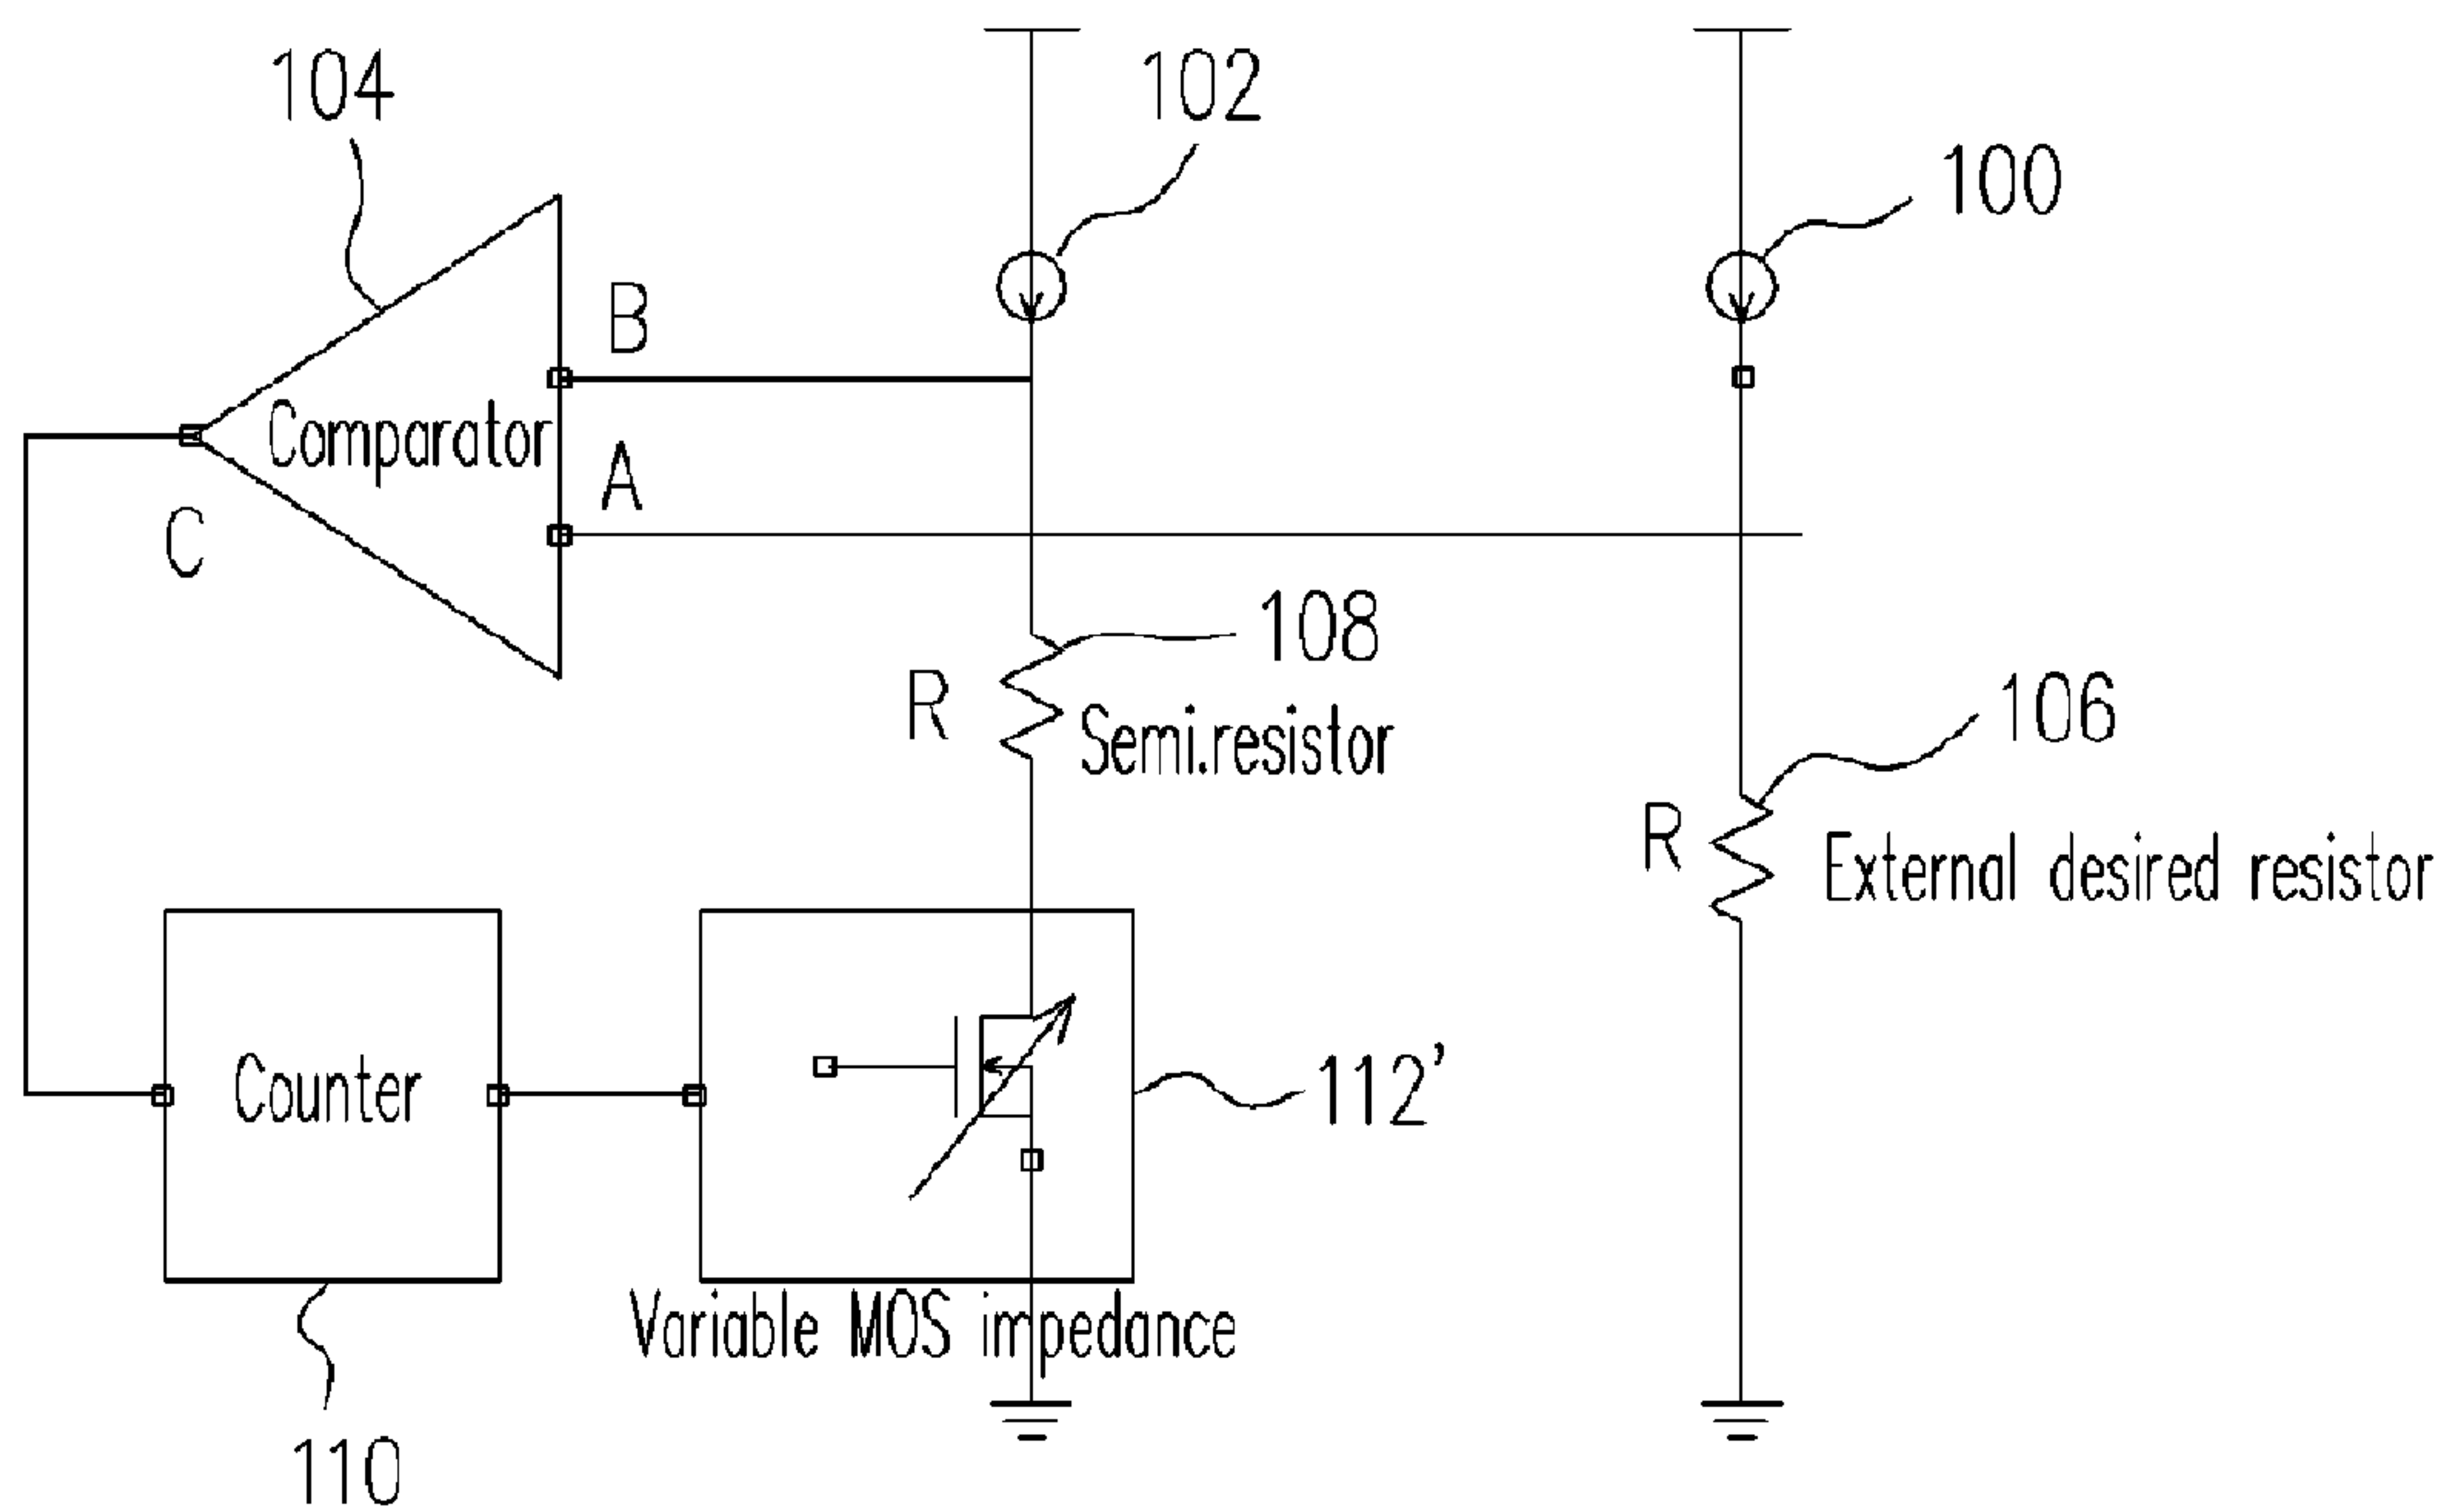 104
102
100
B
Comparator
A
C
108
R
Semi.resistor
106
R
External desired resistor
Counter
112'
Variable MOS impedance
110